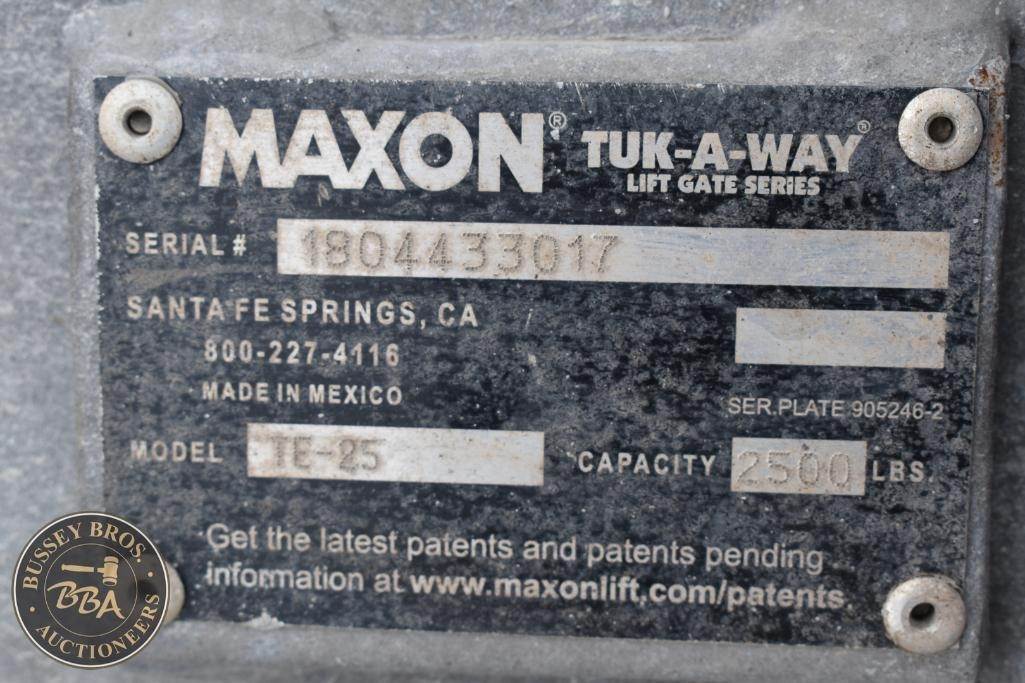 MAXON® TUK-A-WAY®
LIFT GATE SERIES
SERIAL # 1804433017
SANTA FE SPRINGS, CA
800-227-4116
MADE IN MEXICO
SER.PLATE 905246-2
MODEL TE-25 CAPACITY 2500 LBS.
Get the latest patents and patents pending
information at www.maxonlift.com/patents
BUSSEY BROS.
BBA
AUCTIONEERS